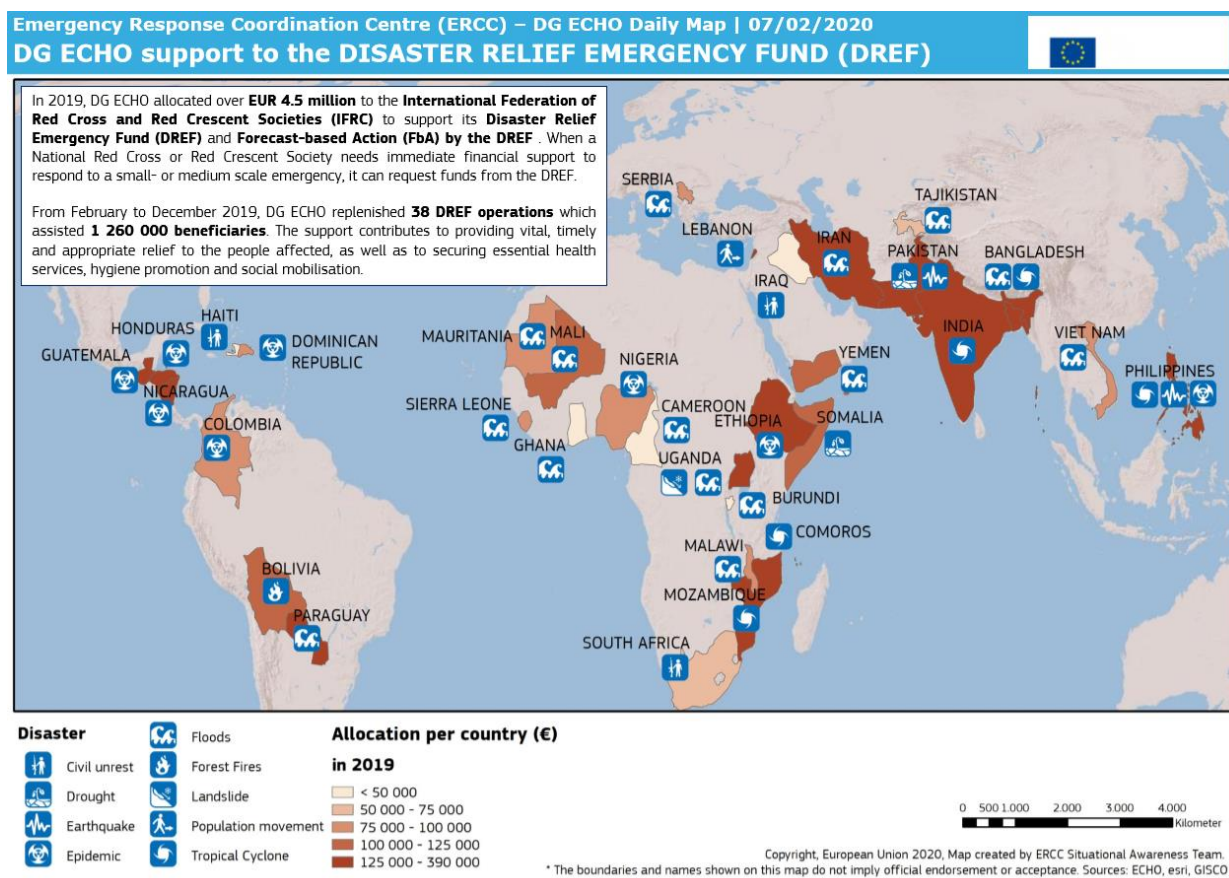 Emergency Response Coordination Centre (ERCC) – DG ECHO Daily Map | 07/02/2020
DG ECHO support to the DISASTER RELIEF EMERGENCY FUND (DREF)
In 2019, DG ECHO allocated over EUR 4.5 million to the International Federation of
Red Cross and Red Crescent Societies (IFRC) to support its Disaster Relief
Emergency Fund (DREF) and Forecast-based Action (FbA) by the DREF . When a
National Red Cross or Red Crescent Society needs immediate financial support to
respond to a small- or medium scale emergency, it can request funds from the DREF.
From February to December 2019, DG ECHO replenished 38 DREF operations which
assisted 1 260 000 beneficiaries. The support contributes to providing vital, timely
and appropriate relief to the people affected, as well as to securing essential health
services, hygiene promotion and social mobilisation.
SERBIA
TAJIKISTAN
LEBANON
IRAN
PAKISTAN
BANGLADESH
IRAQ
HAITI
HONDURAS
DOMINICAN
REPUBLIC
GUATEMALA
NICARAGUA
COLOMBIA
MAURITANIA
MALI
NIGERIA
YEMEN
INDIA
VIET NAM
PHILIPPINES
SIERRA LEONE
GHANA
CAMEROON
ETHIOPIA
SOMALIA
UGANDA
BURUNDI
COMOROS
MALAWI
MOZAMBIQUE
BOLIVIA
PARAGUAY
SOUTH AFRICA
Disaster
Civil unrest
Drought
Earthquake
Epidemic
Floods
Forest Fires
Landslide
Population movement
Tropical Cyclone
Allocation per country (€)
in 2019
< 50 000
50 000 - 75 000
75 000 - 100 000
100 000 - 125 000
125 000 - 390 000
0 500 1.000 2.000 3.000 4.000
Kilometer
Copyright, European Union 2020, Map created by ERCC Situational Awareness Team.
* The boundaries and names shown on this map do not imply official endorsement or acceptance. Sources: ECHO, esri, GISCO